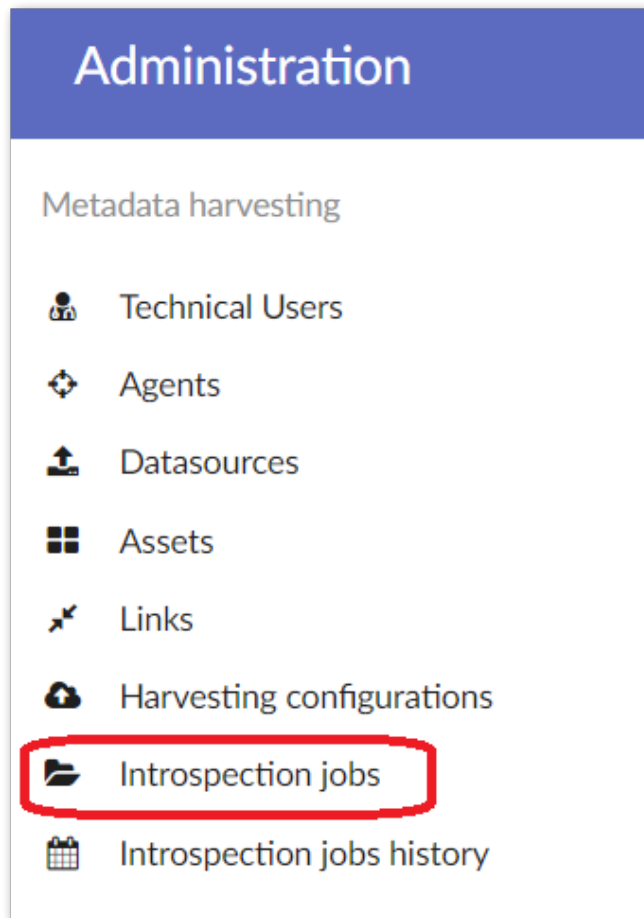 Administration
Metadata harvesting
Technical Users
Agents
Datasources
Assets
Links
Harvesting configurations
Introspection jobs
Introspection jobs history